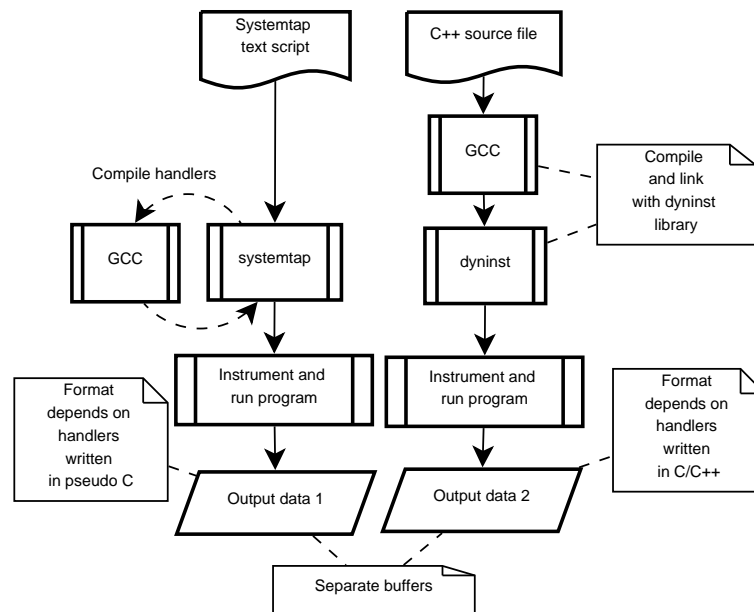 Systemtap
text script
C++ source file
GCC
Compile
and link
with dyninst
library
Compile handlers
GCC
systemtap
dyninst
Instrument and
run program
Instrument and
run program
Format
depends on
handlers
written
in pseudo C
Format
depends on
handlers
written
in C/C++
Output data 1
Output data 2
Separate buffers